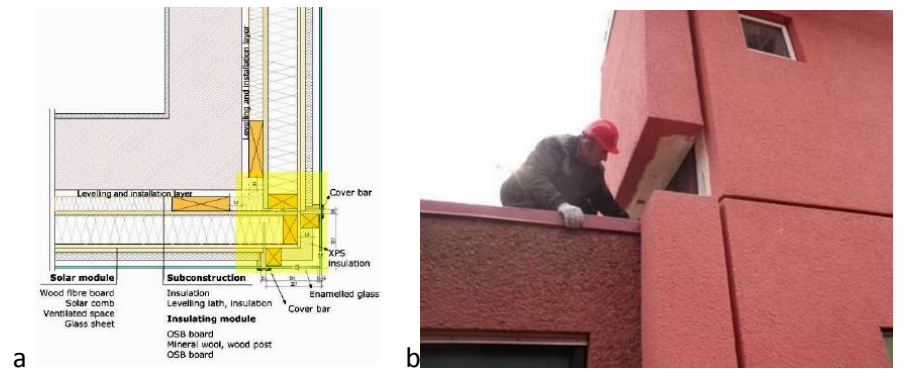 Levelling and installation layer
Levelling and installation layer
Cover bar
XPS
insulation
Solar module
Wood fibre board
Solar comb
Ventilated space
Glass sheet
Subconstruction
Insulation
Levelling lath, insulation
Insulating module
OSB board
Mineral wool, wood post
OSB board
Enamelled glass
Cover bar
a
b